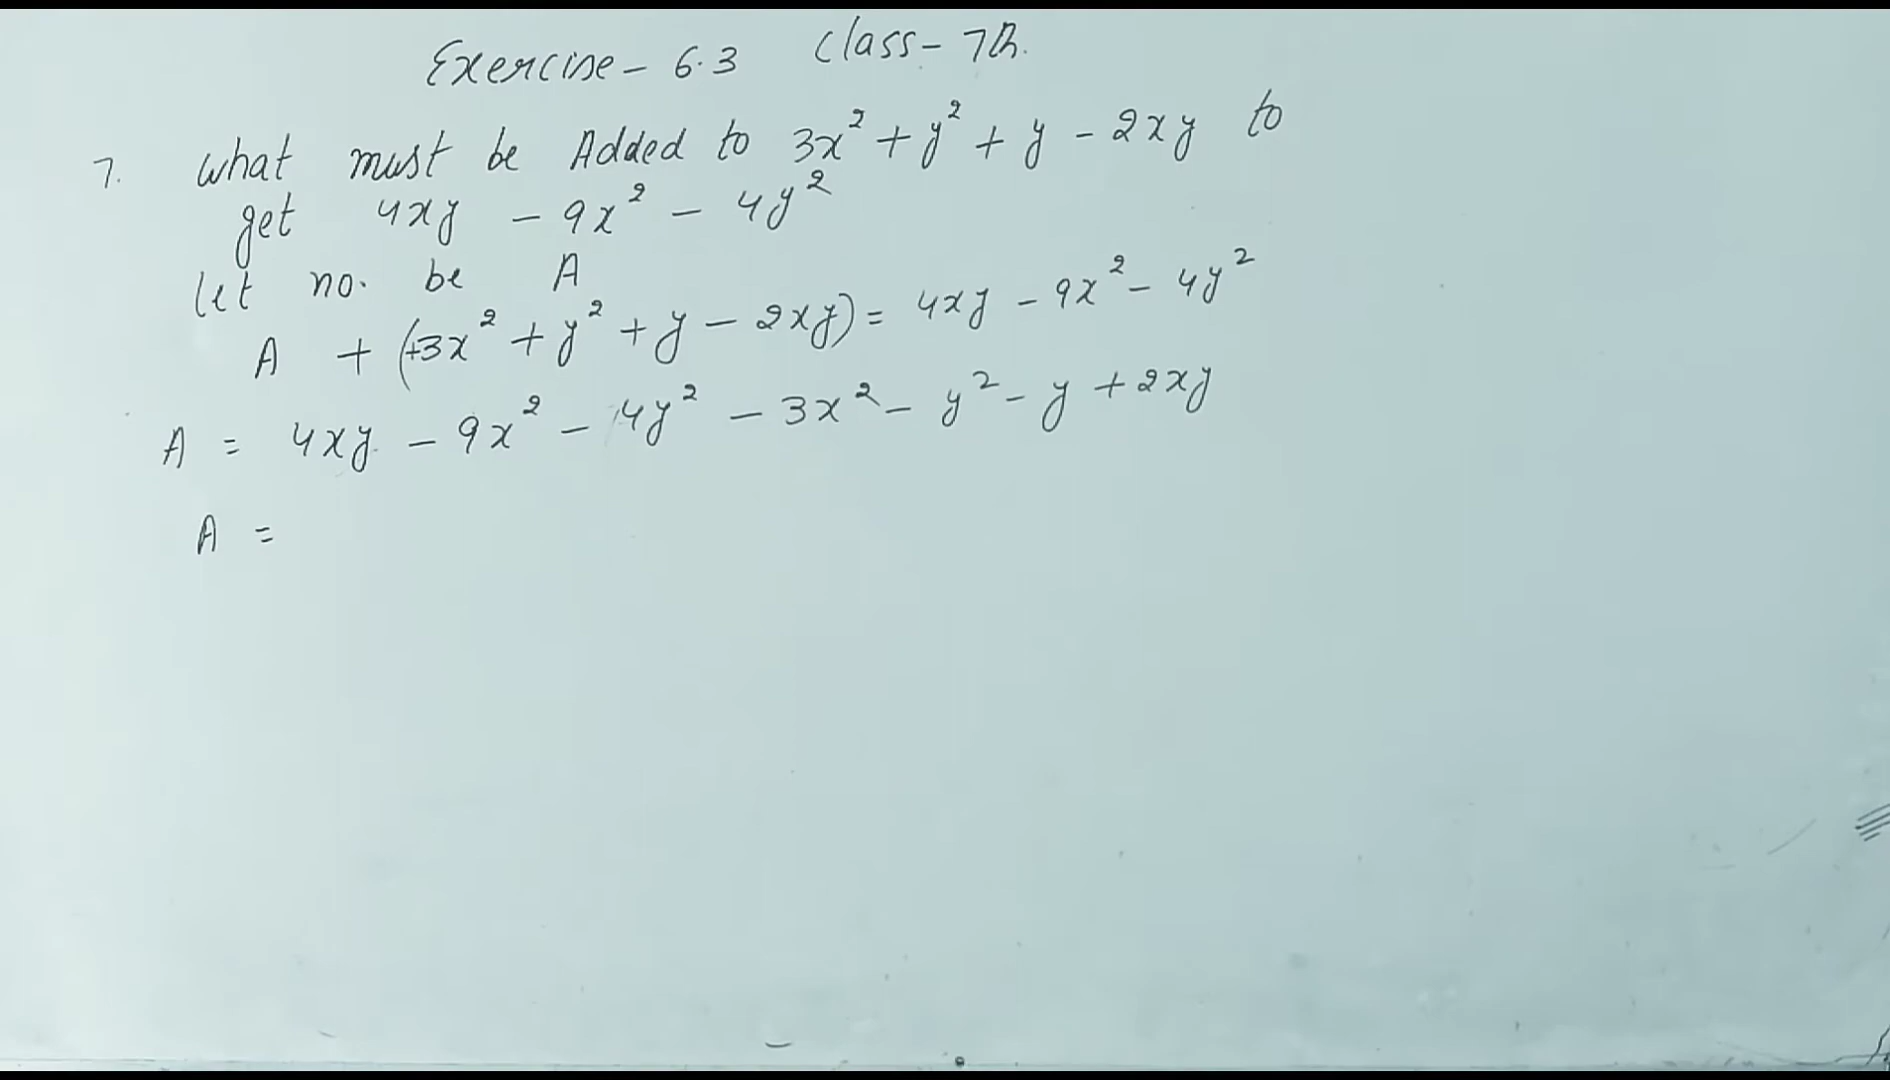 Exercise - 6.3 Class - 7th.
7. What must be Added to 3x² + y² + y - 2xy to
get 4xy - 9x² - 4y²
let no. be A
A + (+3x² + y² + y - 2xy) = 4xy - 9x² - 4y²
A = 4xy - 9x² - 4y² - 3x² - y² - y + 2xy
A =